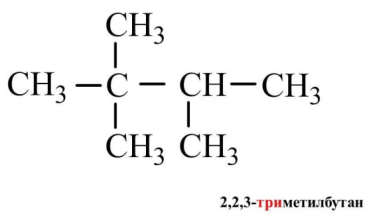 CH₃
CH₃ — C — CH — CH₃
CH₃ CH₃
2,2,3-триметилбутан